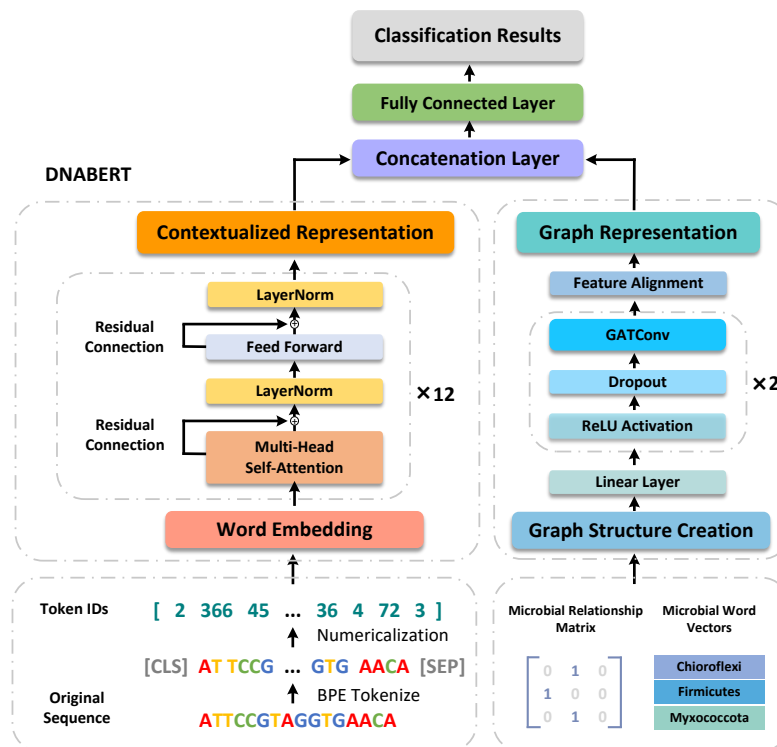 Classification Results
Fully Connected Layer
Concatenation Layer
DNABERT
Contextualized Representation
LayerNorm
Residual
Connection
Feed Forward
LayerNorm
×12
Residual
Connection
Multi-Head
Self-Attention
Word Embedding
Graph Representation
Feature Alignment
GATConv
Dropout
×2
ReLU Activation
Linear Layer
Graph Structure Creation
Token IDs
[ 2 366 45 ... 36 4 72 3 ]
Numericalization
[CLS] AT TCCG ... GTG AACA [SEP]
Original
Sequence
BPE Tokenize
ATTCCGTAGGTGAACA
Microbial Relationship
Matrix
0 1 0
1 0 0
0 1 0
Microbial Word
Vectors
Chioroflexi
Firmicutes
Myxococcota